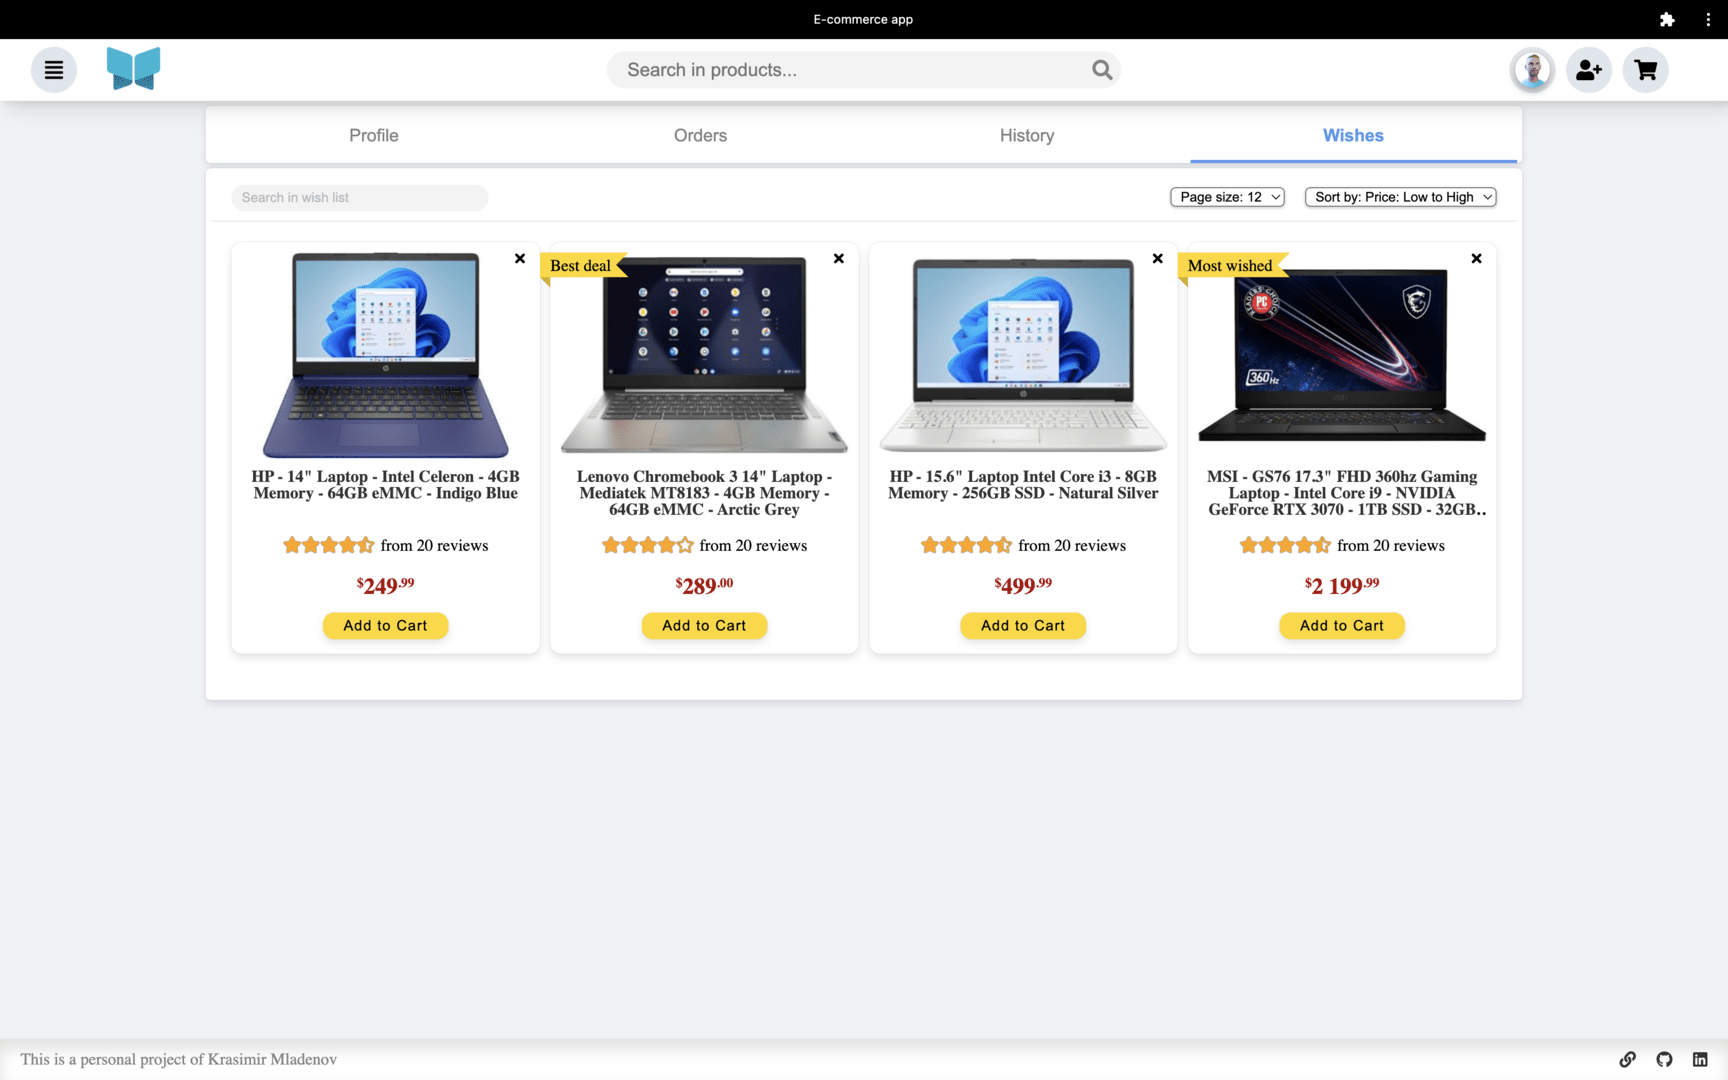 E-commerce app
Search in products...
Profile
Orders
History
Wishes
Search in wish list
Page size: 12
Sort by: Price: Low to High
HP - 14" Laptop - Intel Celeron - 4GB
Memory - 64GB eMMC - Indigo Blue
from 20 reviews
$249.99
Add to Cart
Best deal
Lenovo Chromebook 3 14" Laptop -
Mediatek MT8183 - 4GB Memory -
64GB eMMC - Arctic Grey
from 20 reviews
$289.00
Add to Cart
HP - 15.6" Laptop Intel Core i3 - 8GB
Memory - 256GB SSD - Natural Silver
from 20 reviews
$499.99
Add to Cart
Most wished
READERS' CHOICE
PC
360Hz
MSI - GS76 17.3" FHD 360hz Gaming
Laptop - Intel Core i9 - NVIDIA
GeForce RTX 3070 - 1TB SSD - 32GB..
from 20 reviews
$2 199.99
Add to Cart
This is a personal project of Krasimir Mladenov